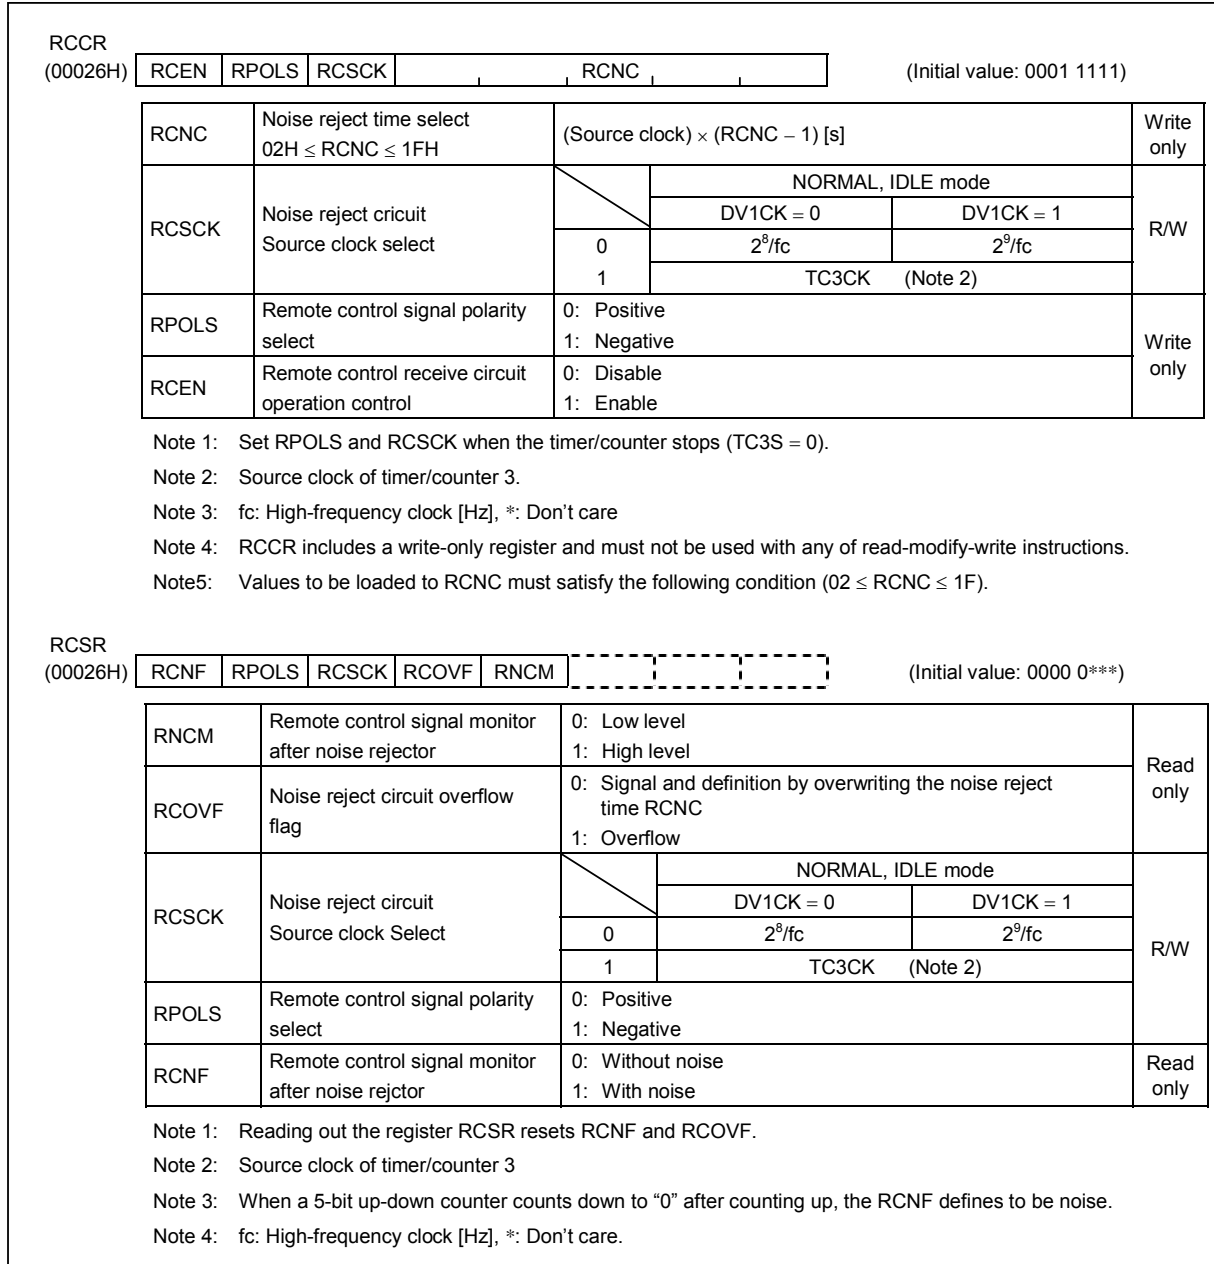 RCCR
(00026H) RCEN RPOLS RCSCK RCNC (Initial value: 0001 1111)
RCNC Noise reject time select 02H ≤ RCNC ≤ 1FH (Source clock) × (RCNC − 1) [s] Write only
RCSCK Noise reject cricuit Source clock select NORMAL, IDLE mode R/W
DV1CK = 0 DV1CK = 1
0 2^8/fc 2^9/fc
1 TC3CK (Note 2)
RPOLS Remote control signal polarity select 0: Positive
1: Negative
Write only
RCEN Remote control receive circuit operation control 0: Disable
1: Enable
Note 1: Set RPOLS and RCSCK when the timer/counter stops (TC3S = 0).
Note 2: Source clock of timer/counter 3.
Note 3: fc: High-frequency clock [Hz], *: Don't care
Note 4: RCCR includes a write-only register and must not be used with any of read-modify-write instructions.
Note5: Values to be loaded to RCNC must satisfy the following condition (02 ≤ RCNC ≤ 1F).
RCSR
(00026H) RCNF RPOLS RCSCK RCOVF RNCM (Initial value: 0000 0***)
RNCM Remote control signal monitor after noise rejector 0: Low level
1: High level
Read only
RCOVF Noise reject circuit overflow flag 0: Signal and definition by overwriting the noise reject time RCNC
1: Overflow
RCSCK Noise reject circuit Source clock Select NORMAL, IDLE mode
DV1CK = 0 DV1CK = 1
0 2^8/fc 2^9/fc
1 TC3CK (Note 2)
R/W
RPOLS Remote control signal polarity select 0: Positive
1: Negative
RCNF Remote control signal monitor after noise rejctor 0: Without noise
1: With noise
Read only
Note 1: Reading out the register RCSR resets RCNF and RCOVF.
Note 2: Source clock of timer/counter 3
Note 3: When a 5-bit up-down counter counts down to “0” after counting up, the RCNF defines to be noise.
Note 4: fc: High-frequency clock [Hz], *: Don't care.